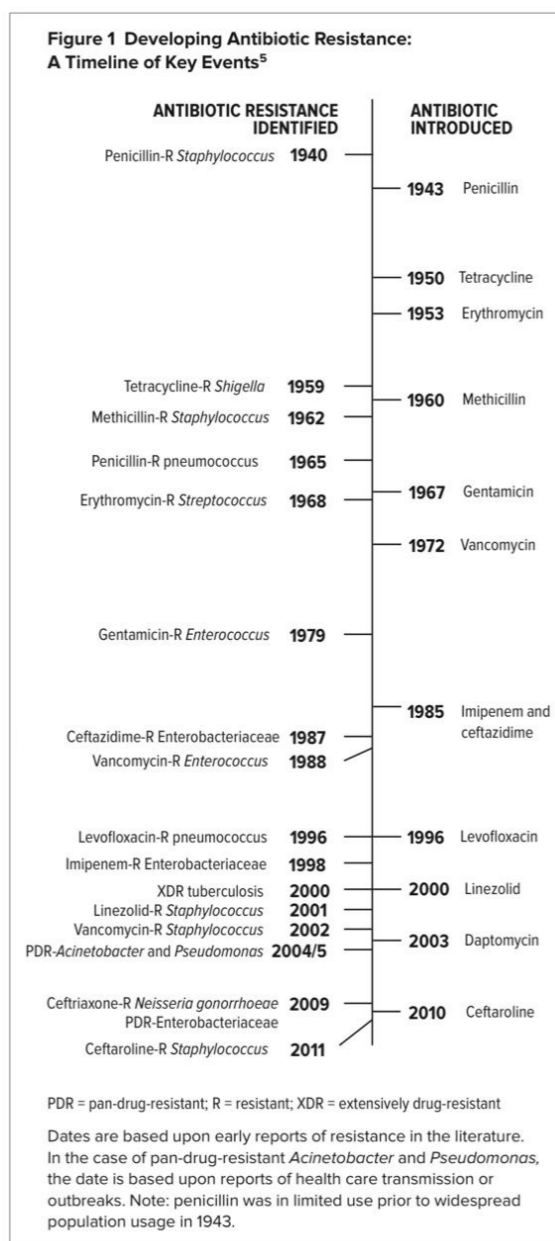 Figure 1 Developing Antibiotic Resistance:
A Timeline of Key Events5
ANTIBIOTIC RESISTANCE
IDENTIFIED
ANTIBIOTIC
INTRODUCED
Penicillin-R Staphylococcus 1940
1943 Penicillin
1950 Tetracycline
1953 Erythromycin
Tetracycline-R Shigella 1959
1960 Methicillin
Methicillin-R Staphylococcus 1962
Penicillin-R pneumococcus 1965
1967 Gentamicin
Erythromycin-R Streptococcus 1968
1972 Vancomycin
Gentamicin-R Enterococcus 1979
1985 Imipenem and
ceftazidime
Ceftazidime-R Enterobacteriaceae 1987
Vancomycin-R Enterococcus 1988
Levofloxacin-R pneumococcus 1996
1996 Levofloxacin
Imipenem-R Enterobacteriaceae 1998
XDR tuberculosis 2000
2000 Linezolid
Linezolid-R Staphylococcus 2001
Vancomycin-R Staphylococcus 2002
2003 Daptomycin
PDR-Acinetobacter and Pseudomonas 2004/5
Ceftriaxone-R Neisseria gonorrhoeae 2009
PDR-Enterobacteriaceae
2010 Ceftaroline
Ceftaroline-R Staphylococcus 2011
PDR = pan-drug-resistant; R = resistant; XDR = extensively drug-resistant
Dates are based upon early reports of resistance in the literature.
In the case of pan-drug-resistant Acinetobacter and Pseudomonas,
the date is based upon reports of health care transmission or
outbreaks. Note: penicillin was in limited use prior to widespread
population usage in 1943.